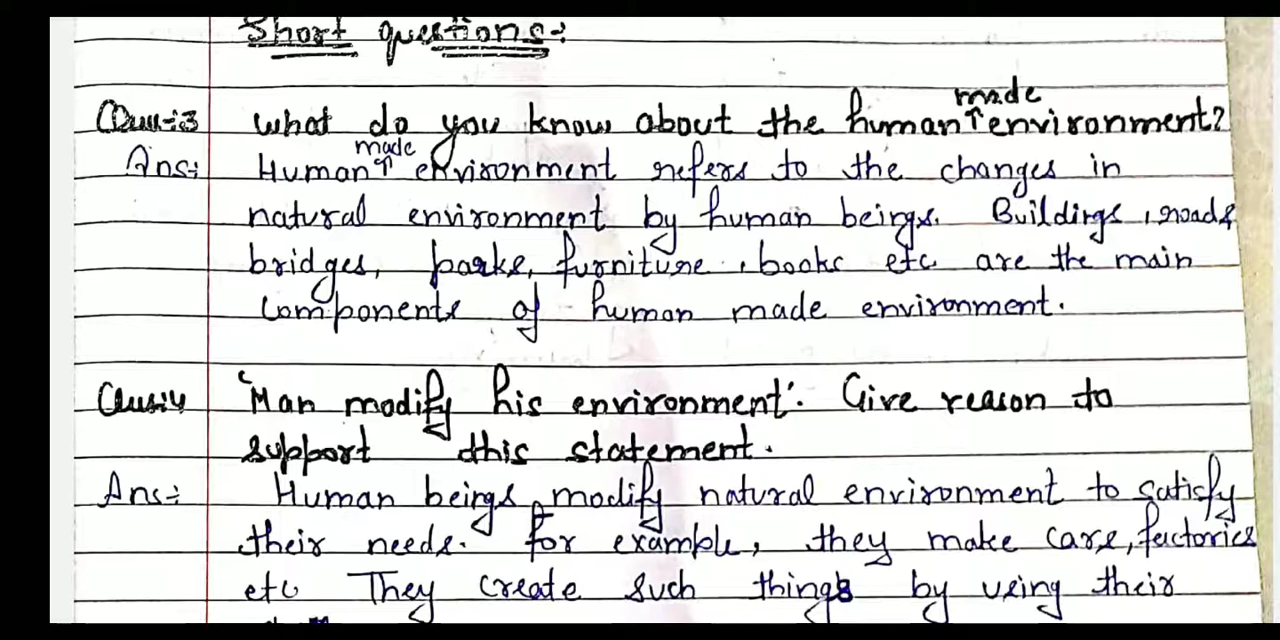 Short questions:-
Ques:-3 What do you know about the human made environment?
Ans:- Human made environment refers to the changes in
natural environment by human beings. Buildings, roads
bridges, parks, furniture, books etc are the main
components of human made environment.
Ques:4 'Man modify his environment'. Give reason to
support this statement.
Ans:- Human beings modify natural environment to satisfy
their needs. For example, they make cars, factories
etc They create such things by using their